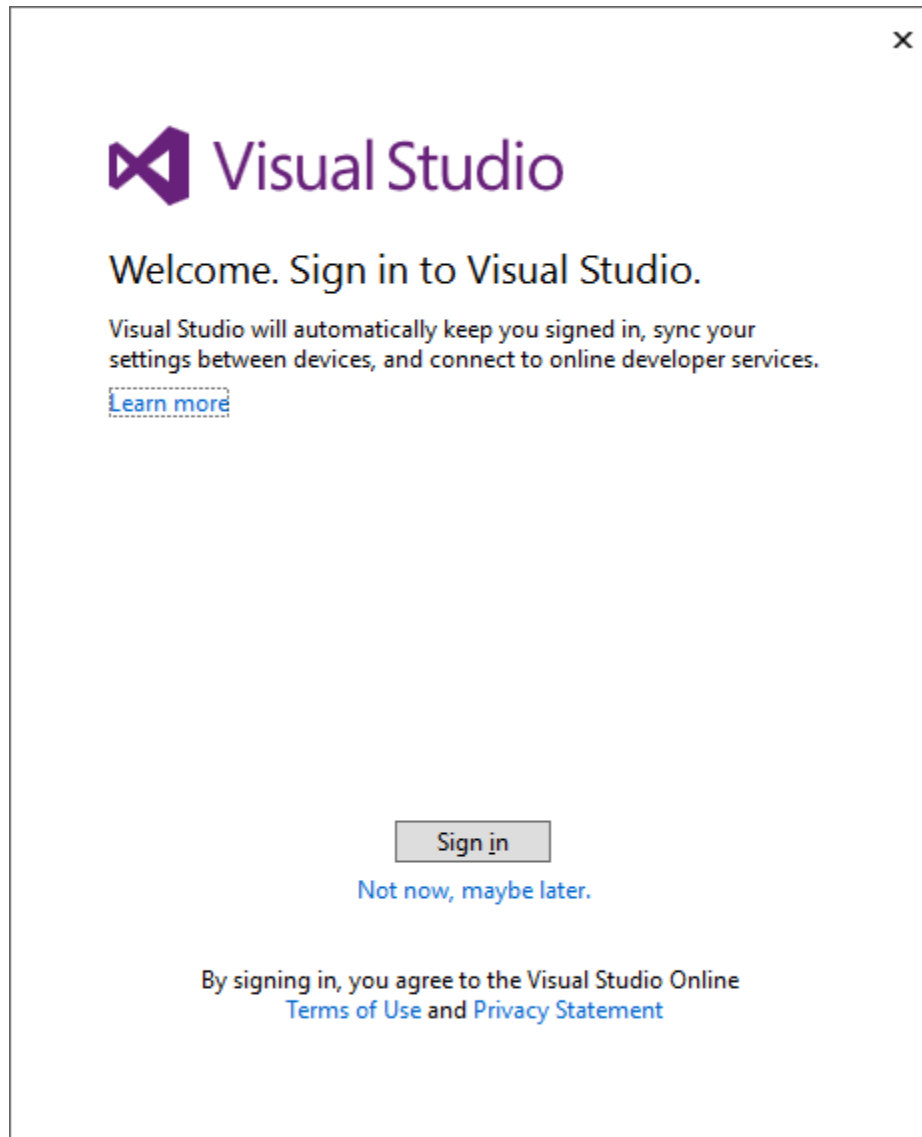 Visual Studio
Welcome. Sign in to Visual Studio.
Visual Studio will automatically keep you signed in, sync your
settings between devices, and connect to online developer services.
Learn more
Sign in
Not now, maybe later.
By signing in, you agree to the Visual Studio Online
Terms of Use and Privacy Statement